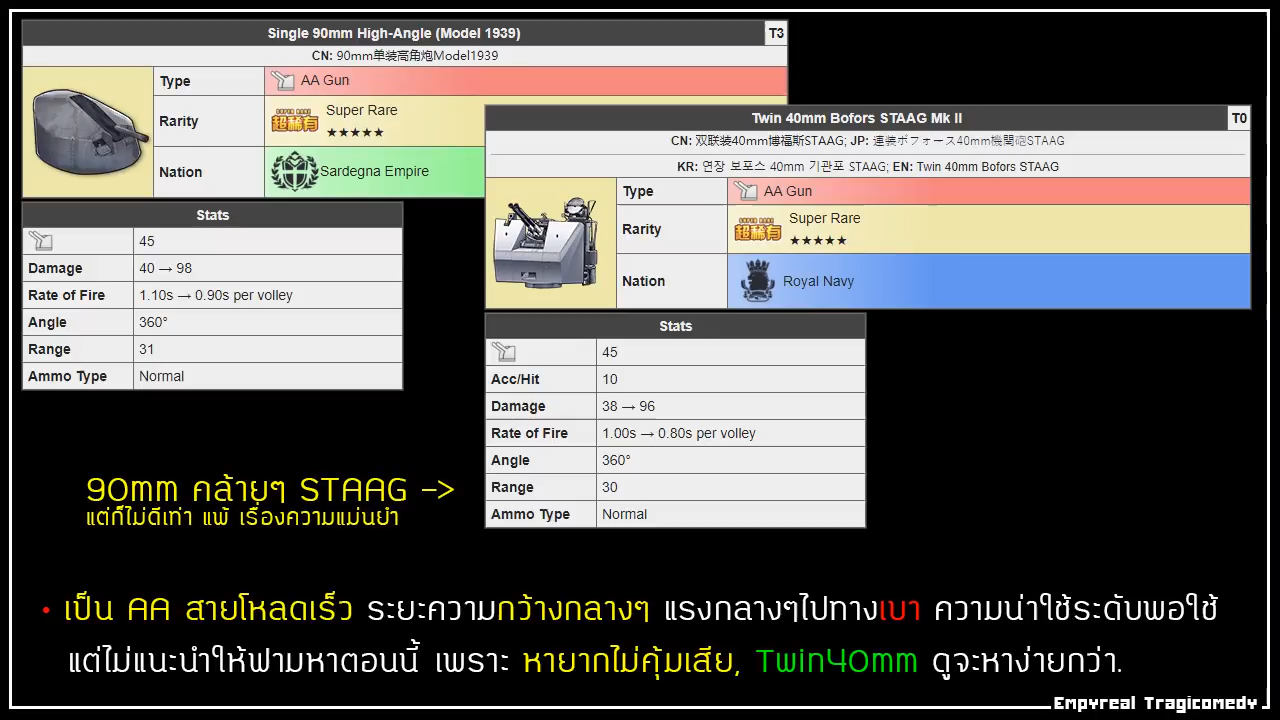 Single 90mm High-Angle (Model 1939)
T3
CN: 90mm单装高角炮Model1939
Type
AA Gun
Rarity
超稀有
Super Rare
★★★★★
Nation
Sardegna Empire
Stats
45
Damage
40 → 98
Rate of Fire
1.10s → 0.90s per volley
Angle
360°
Range
31
Ammo Type
Normal
Twin 40mm Bofors STAAG Mk II
T0
CN: 双联装40mm博福斯STAAG; JP: 連装ボフォース40mm機関砲STAAG
KR: 연장 보포스 40mm 기관포 STAAG; EN: Twin 40mm Bofors STAAG
Type
AA Gun
Rarity
SUPER RARE
超稀有
Super Rare
★★★★★
Nation
Royal Navy
Stats
45
Acc/Hit
10
Damage
38 → 96
Rate of Fire
1.00s → 0.80s per volley
Angle
360°
Range
30
Ammo Type
Normal
90mm คล้ายๆ STAAG ->
แต่ก็ไม่ดีเท่า แพ้ เรื่องความแม่นยำ
• เป็น AA สายโหลดเร็ว ระยะความกว้างกลางๆ แรงกลางๆไปทางเบา ความน่าใช้ระดับพอใช้
แต่ไม่แนะนำให้ฟามหาตอนนี้ เพราะ หายากไม่คุ้มเสีย, Twin40mm ดูจะหาง่ายกว่า.
Empyreal Tragicomedy